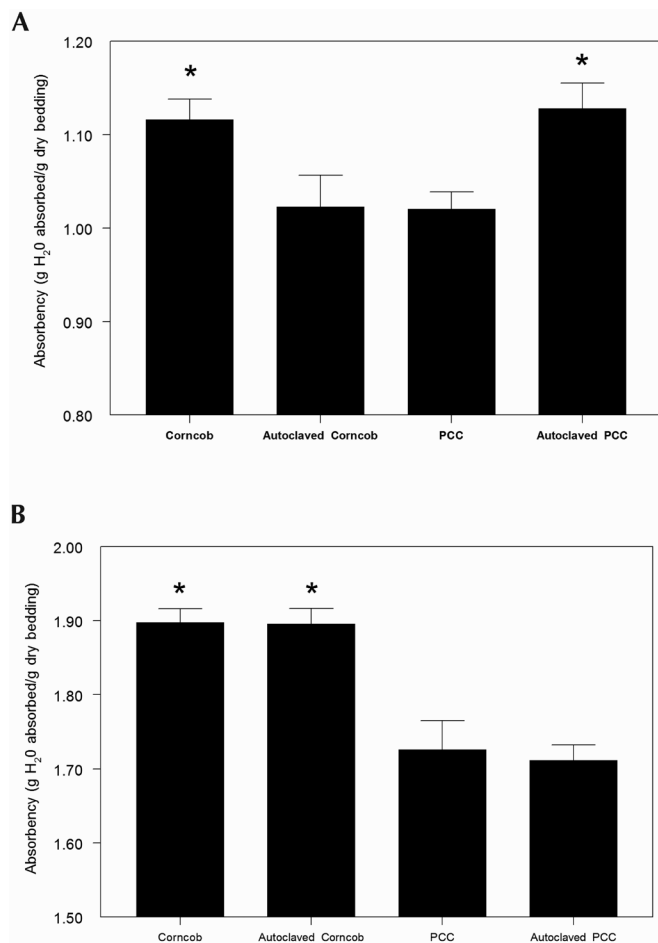 A
Absorbency (g H₂0 absorbed/g dry bedding)
1.20
1.10
1.00
0.90
0.80
*
*
Corncob Autoclaved Corncob PCC Autoclaved PCC
B
Absorbency (g H₂0 absorbed/g dry bedding)
2.00
1.90
1.80
1.70
1.60
1.50
*
*
Corncob Autoclaved Corncob PCC Autoclaved PCC